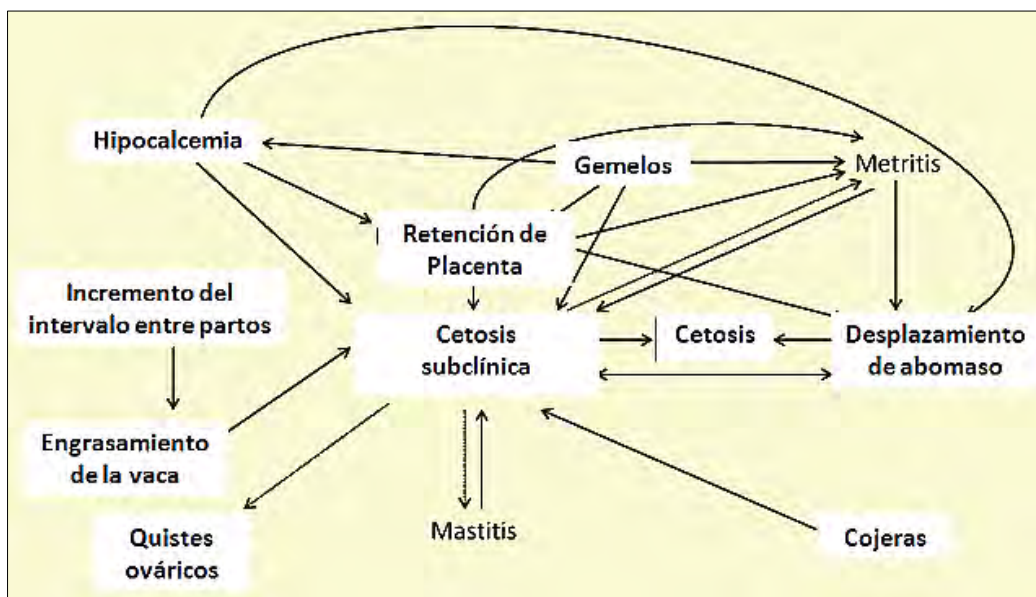 Hipocalcemia
Gemelos
Metritis
Retención de
Placenta
Incremento del
intervalo entre partos
Cetosis
subclínica
Cetosis
Desplazamiento
de abomaso
Engrasamiento
de la vaca
Quistes
ováricos
Mastitis
Cojeras